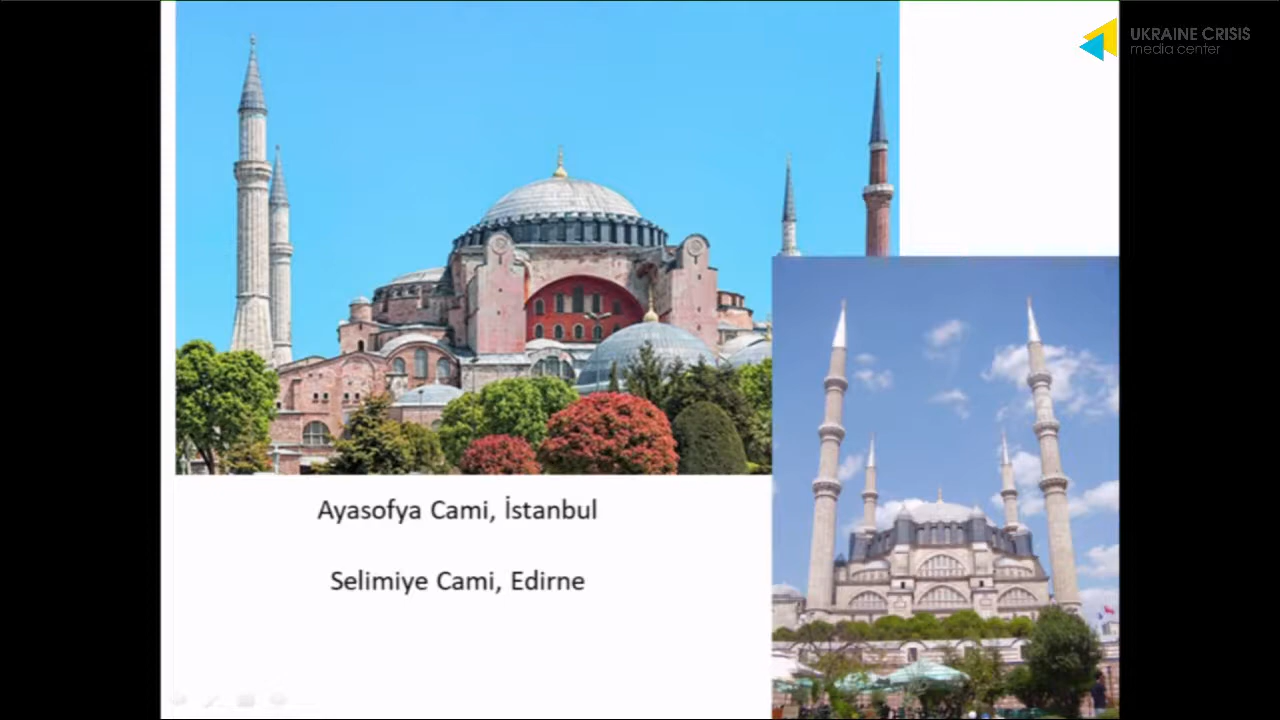 UKRAINE CRISIS
media center
Ayasofya Cami, İstanbul
Selimiye Cami, Edirne